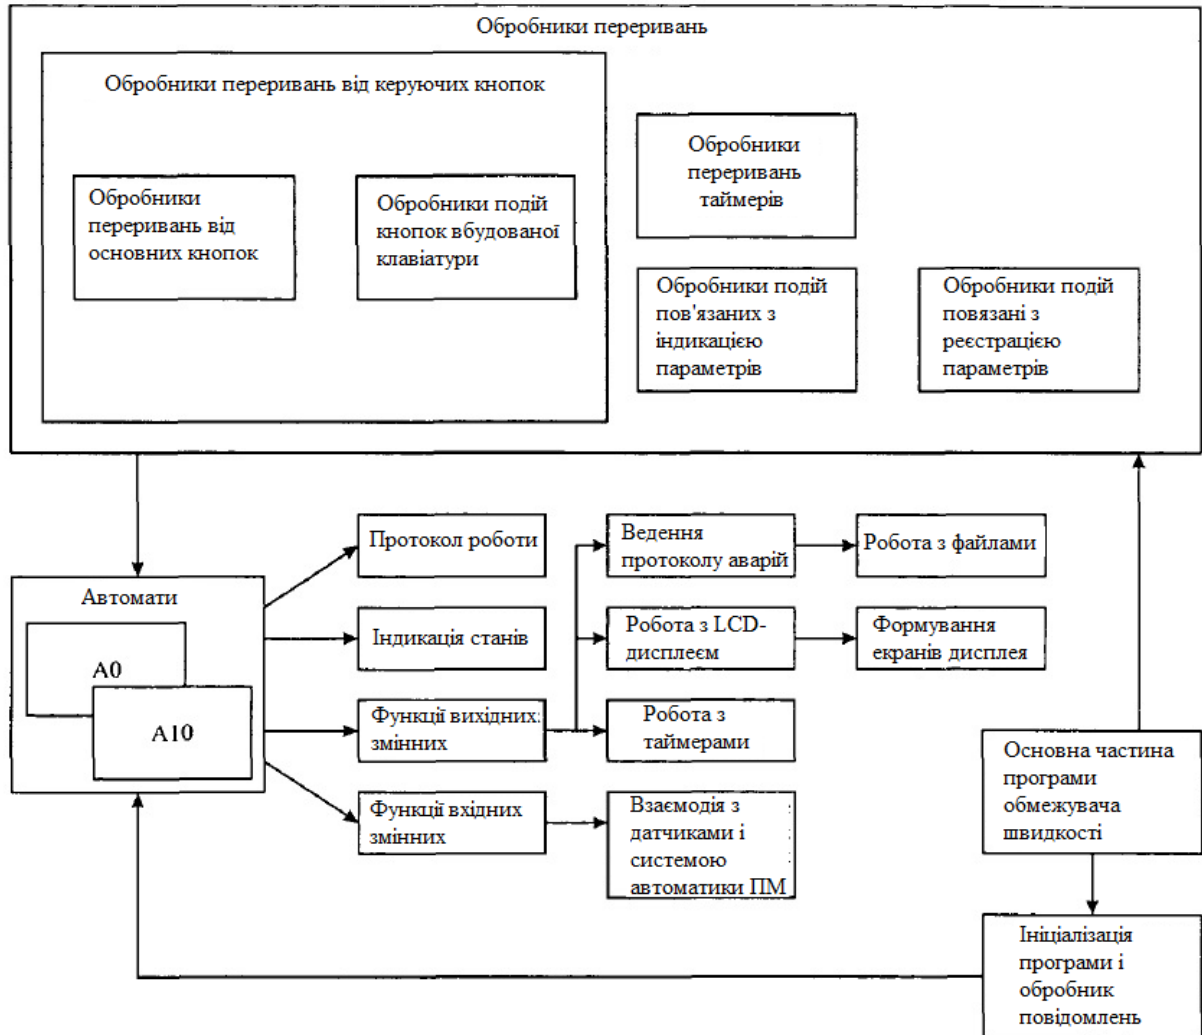 Обробники переривань
Обробники переривань від керуючих кнопок
Обробники
переривань від
основних кнопок
Обробники подій
кнопок вбудованої
клавіатури
Обробники
переривань
таймерів
Обробники подій
пов'язаних з
індикацією
параметрів
Обробники подій
повязані з
реєстрацією
параметрів
Автомати
А0
А10
Протокол роботи
Індикація станів
Функції вихідних
змінних
Функції вхідних
змінних
Ведення
протоколу аварій
Робота з LCD-
дисплеєм
Робота з
таймерами
Взаємодія з
датчиками і
системою
автоматики ПМ
Робота з файлами
Формування
екранів дисплея
Основна частина
програми
обмежувача
швидкості
Ініціалізація
програми і
обробник
повідомлень